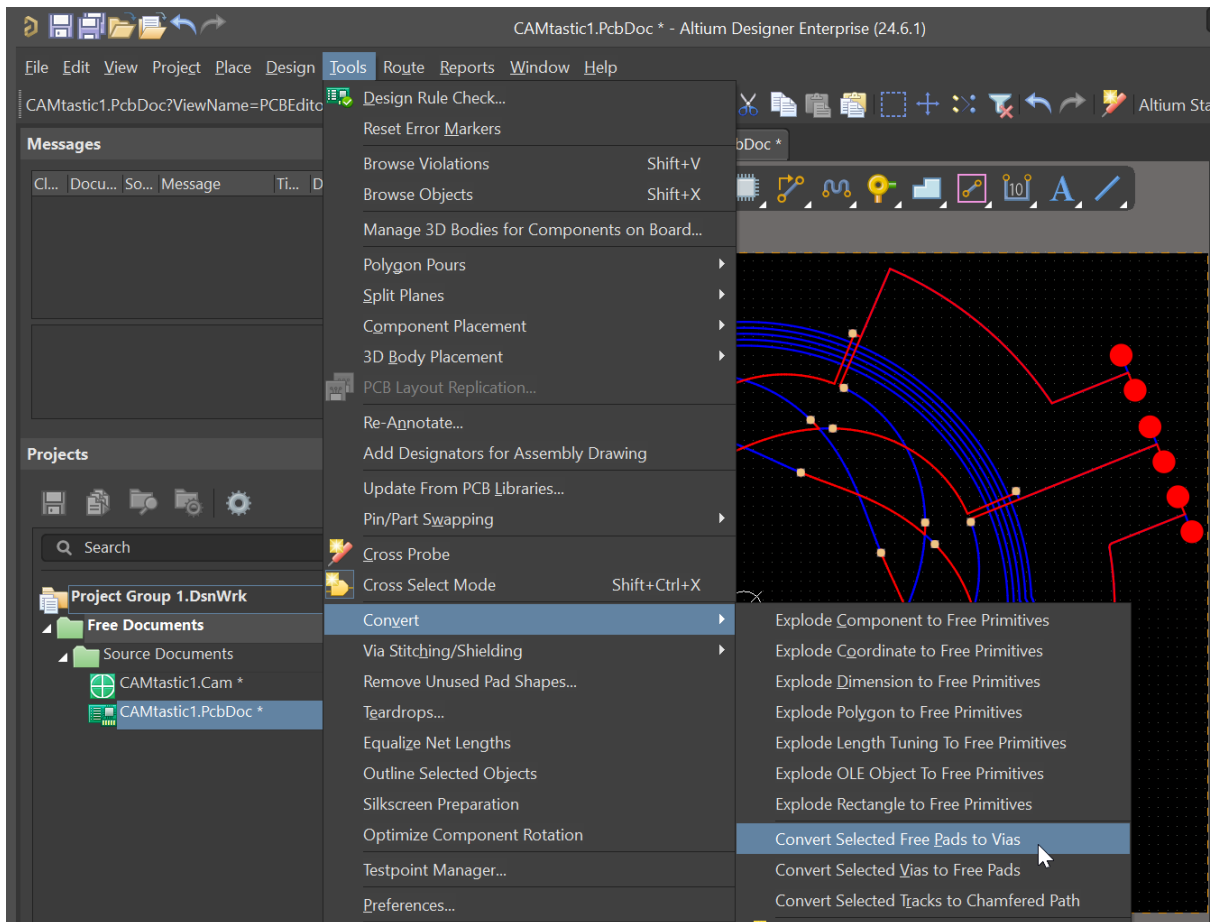 CAMtastic1.PcbDoc * - Altium Designer Enterprise (24.6.1)
File Edit View Project Place Design Tools Route Reports Window Help
CAMtastic1.PcbDoc?ViewName=PCBEdito
Altium Sta
Messages
Cl... Docu... So... Message Ti... D
bDoc *
10
A
Design Rule Check...
Reset Error Markers
Browse Violations Shift+V
Browse Objects Shift+X
Manage 3D Bodies for Components on Board...
Polygon Pours
Split Planes
Component Placement
3D Body Placement
PCB Layout Replication...
Re-Annotate...
Add Designators for Assembly Drawing
Update From PCB Libraries...
Pin/Part Swapping
Cross Probe
Cross Select Mode Shift+Ctrl+X
Convert
Via Stitching/Shielding
Remove Unused Pad Shapes...
Teardrops...
Equalize Net Lengths
Outline Selected Objects
Silkscreen Preparation
Optimize Component Rotation
Testpoint Manager...
Preferences...
Projects
Search
Project Group 1.DsnWrk
Free Documents
Source Documents
CAMtastic1.Cam *
CAMtastic1.PcbDoc *
Explode Component to Free Primitives
Explode Coordinate to Free Primitives
Explode Dimension to Free Primitives
Explode Polygon to Free Primitives
Explode Length Tuning To Free Primitives
Explode OLE Object To Free Primitives
Explode Rectangle to Free Primitives
Convert Selected Free Pads to Vias
Convert Selected Vias to Free Pads
Convert Selected Tracks to Chamfered Path